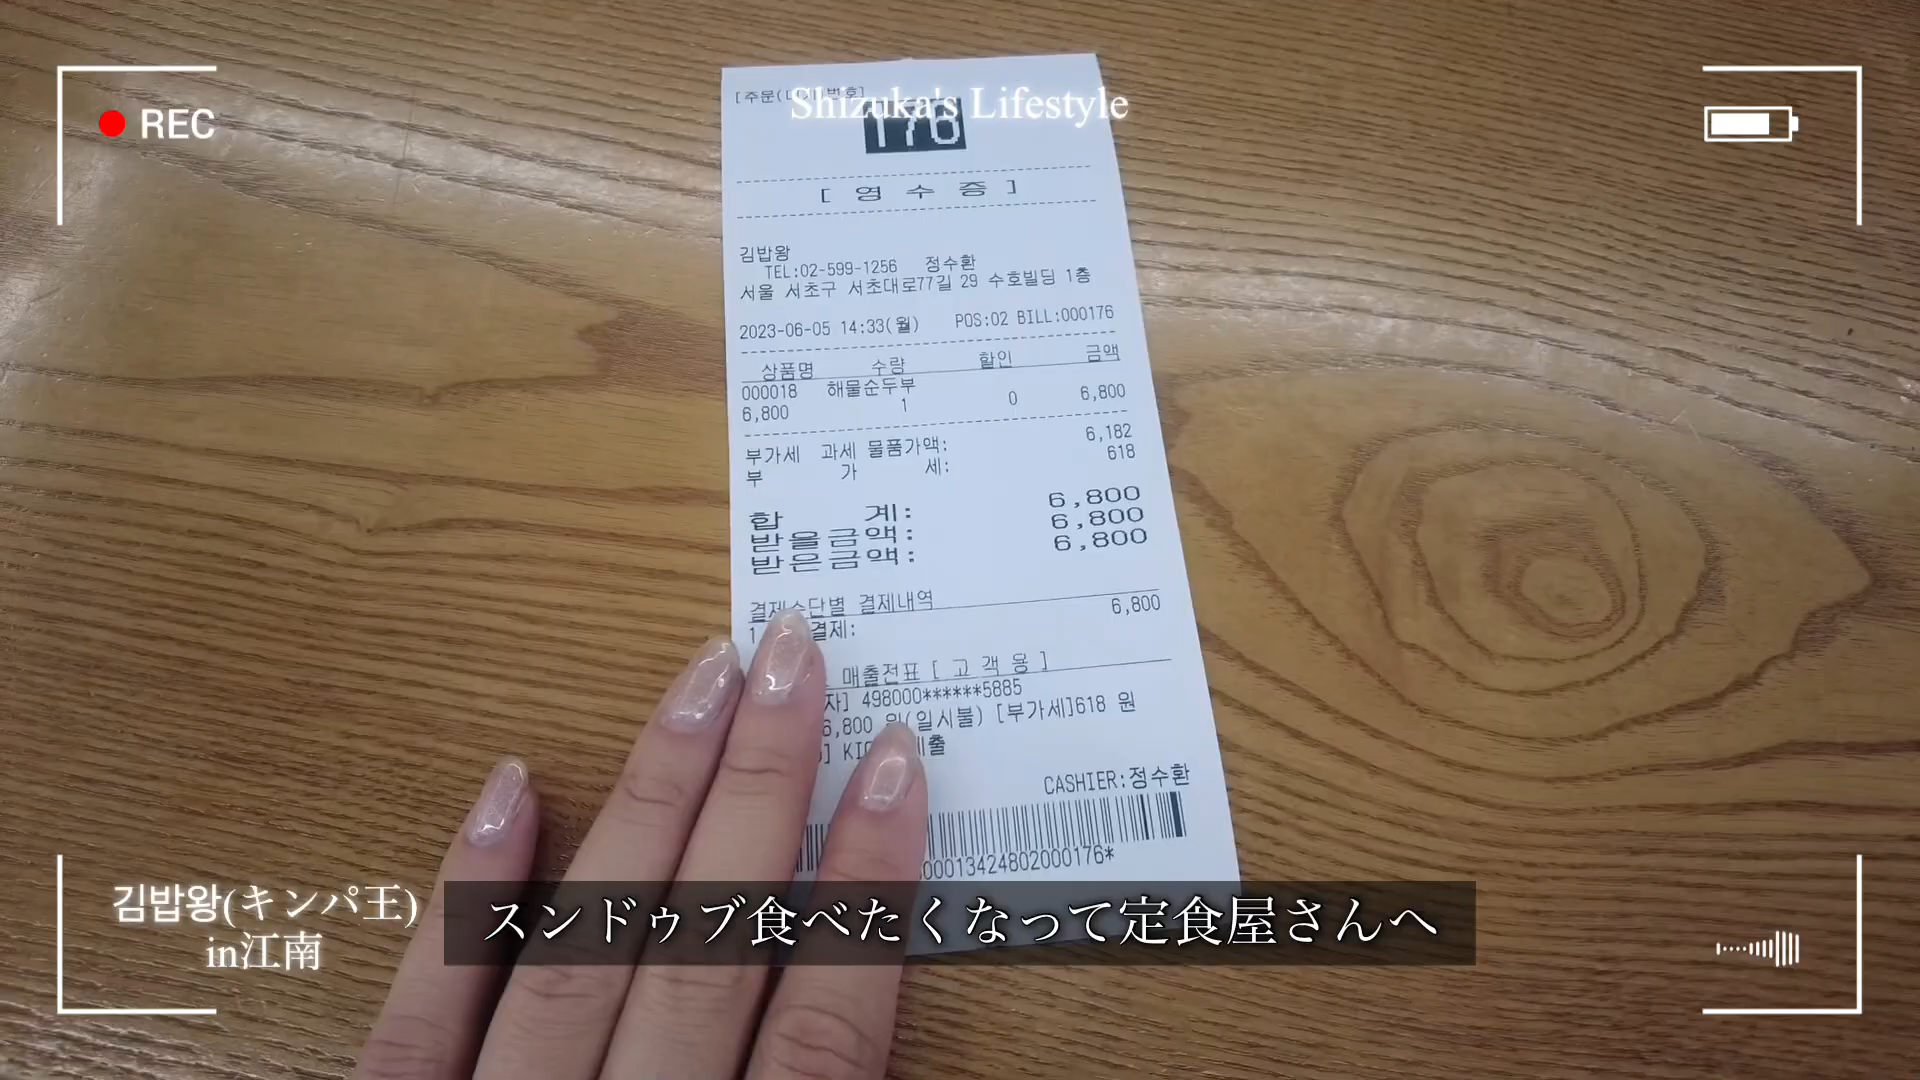 REC
Shizuka's Lifestyle
176
[ 영 수 증 ]
김밥왕
TEL:02-599-1256 정수환
서울 서초구 서초대로77길 29 수호빌딩 1층
2023-06-05 14:33(월) POS:02 BILL:000176
상품명 수량 할인 금액
000018 해물순두부
6,800 1 0 6,800
부가세 과세 물품가액: 6,182
부 가 세: 618
합 계: 6,800
받을금액: 6,800
받은금액: 6,800
결제수단별 결제내역
1 결제: 6,800
매출전표 [ 고 객 용 ]
자] 498000******5885
6,800 원(일시불) [부가세]618 원
CASHIER:정수환
00013424802000176*
김밥왕(キンパ王)
in江南
スンドゥブ食べたくなって定食屋さんへ